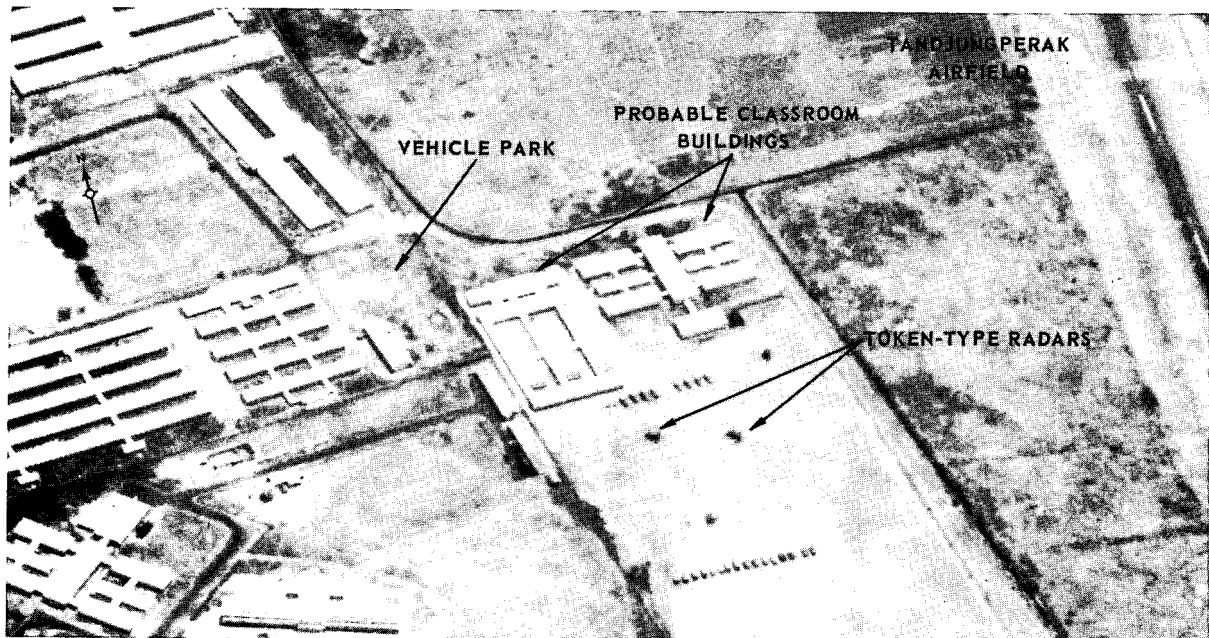 TANDJUNGPERAK
AIRFIELD
PROBABLE CLASSROOM
BUILDINGS
VEHICLE PARK
N
TOKEN-TYPE RADARS